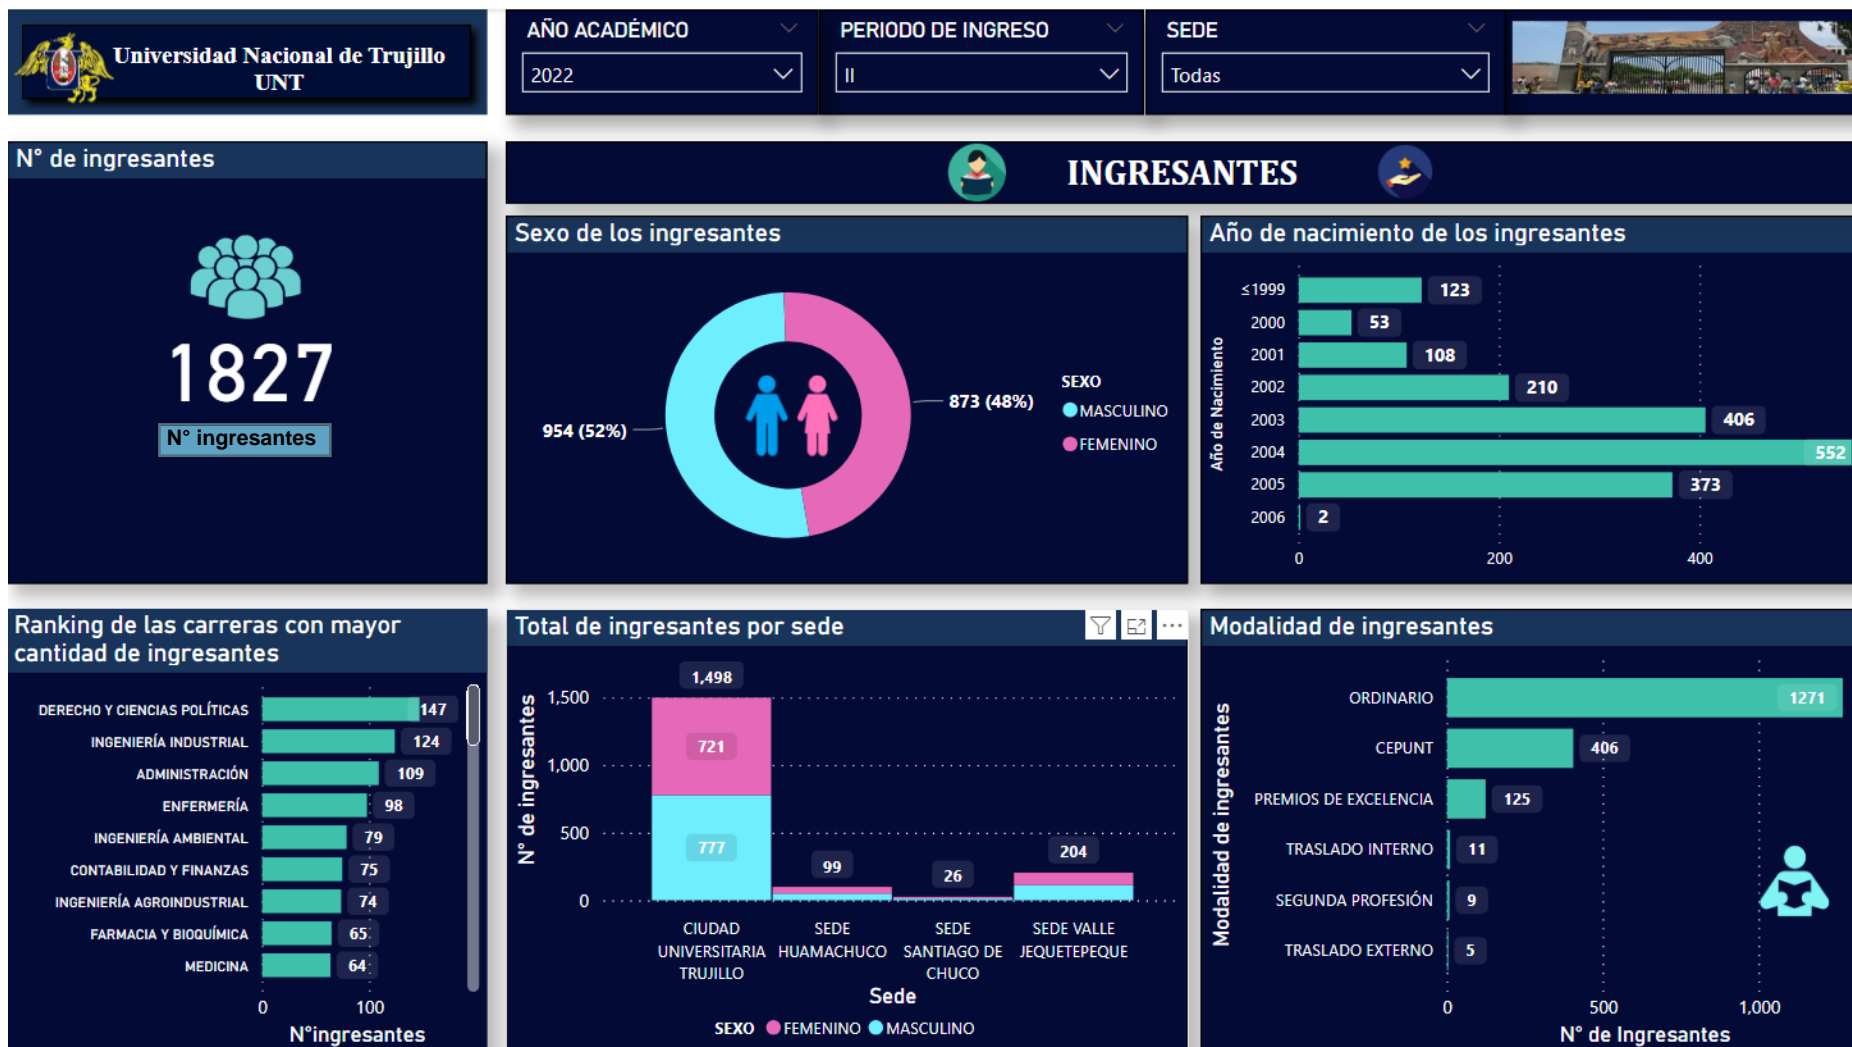 Universidad Nacional de Trujillo
UNT
AÑO ACADÉMICO
2022
PERIODO DE INGRESO
II
SEDE
Todas
N° de ingresantes
1827
N° ingresantes
INGRESANTES
Sexo de los ingresantes
954 (52%)
873 (48%)
SEXO
MASCULINO
FEMENINO
Año de nacimiento de los ingresantes
Año de Nacimiento
≤1999 123
2000 53
2001 108
2002 210
2003 406
2004 552
2005 373
2006 2
0 200 400
Ranking de las carreras con mayor
cantidad de ingresantes
DERECHO Y CIENCIAS POLÍTICAS 147
INGENIERÍA INDUSTRIAL 124
ADMINISTRACIÓN 109
ENFERMERÍA 98
INGENIERÍA AMBIENTAL 79
CONTABILIDAD Y FINANZAS 75
INGENIERÍA AGROINDUSTRIAL 74
FARMACIA Y BIOQUÍMICA 65
MEDICINA 64
0 100
N°ingresantes
Total de ingresantes por sede
N° de ingresantes
1,500
1,000
500
0
1,498
721
777
99
26
204
CIUDAD
UNIVERSITARIA
TRUJILLO
SEDE
HUAMACHUCO
SEDE
SANTIAGO DE
CHUCO
SEDE VALLE
JEQUETEPEQUE
Sede
SEXO FEMENINO MASCULINO
Modalidad de ingresantes
Modalidad de ingresantes
ORDINARIO 1271
CEPUNT 406
PREMIOS DE EXCELENCIA 125
TRASLADO INTERNO 11
SEGUNDA PROFESIÓN 9
TRASLADO EXTERNO 5
0 500 1,000
N° de Ingresantes